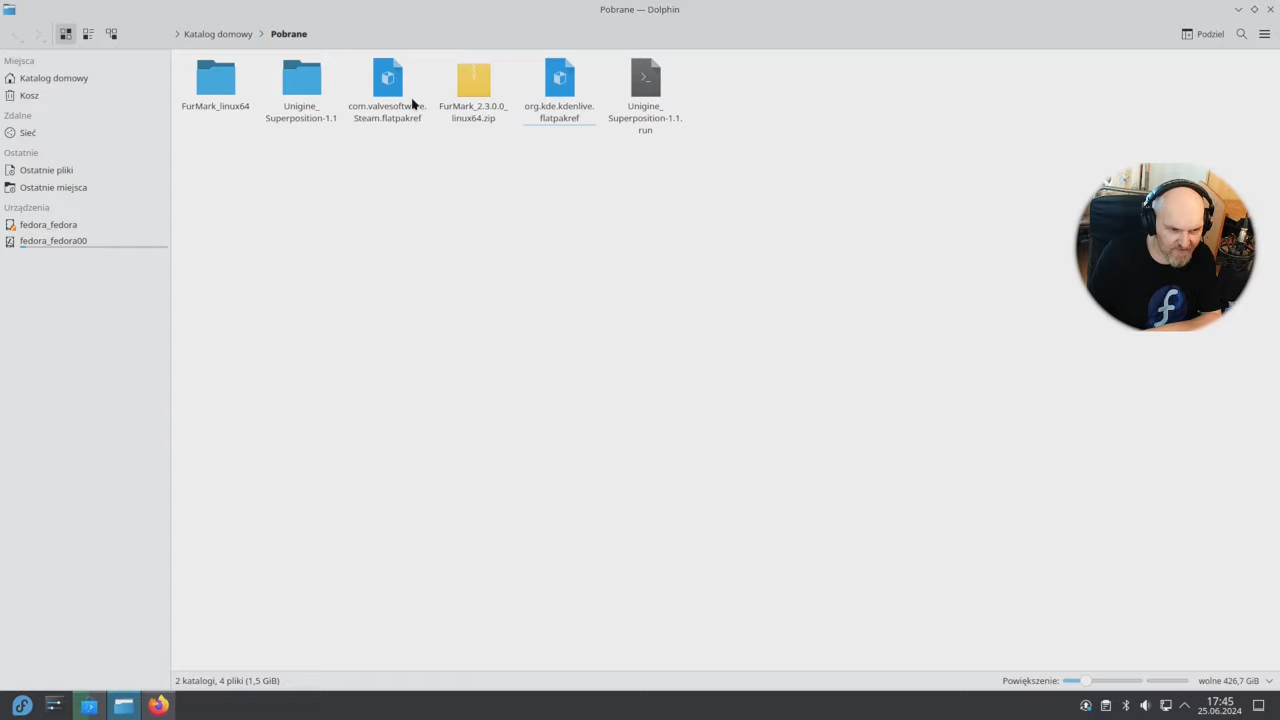 Pobrane — Dolphin
Katalog domowy
Pobrane
Podziel
Miejsca
Katalog domowy
Kosz
Zdalne
Sieć
Ostatnie
Ostatnie pliki
Ostatnie miejsca
Urządzenia
fedora_fedora
fedora_fedora00
FurMark_linux64
Unigine_
Superposition-1.1
com.valvesoftware.
Steam.flatpakref
FurMark_2.3.0.0_
linux64.zip
org.kde.kdenlive.
flatpakref
Unigine_
Superposition-1.1.
run
2 katalogi, 4 pliki (1,5 GiB)
Powiększenie:
wolne 426,7 GiB
17:45
25.06.2024